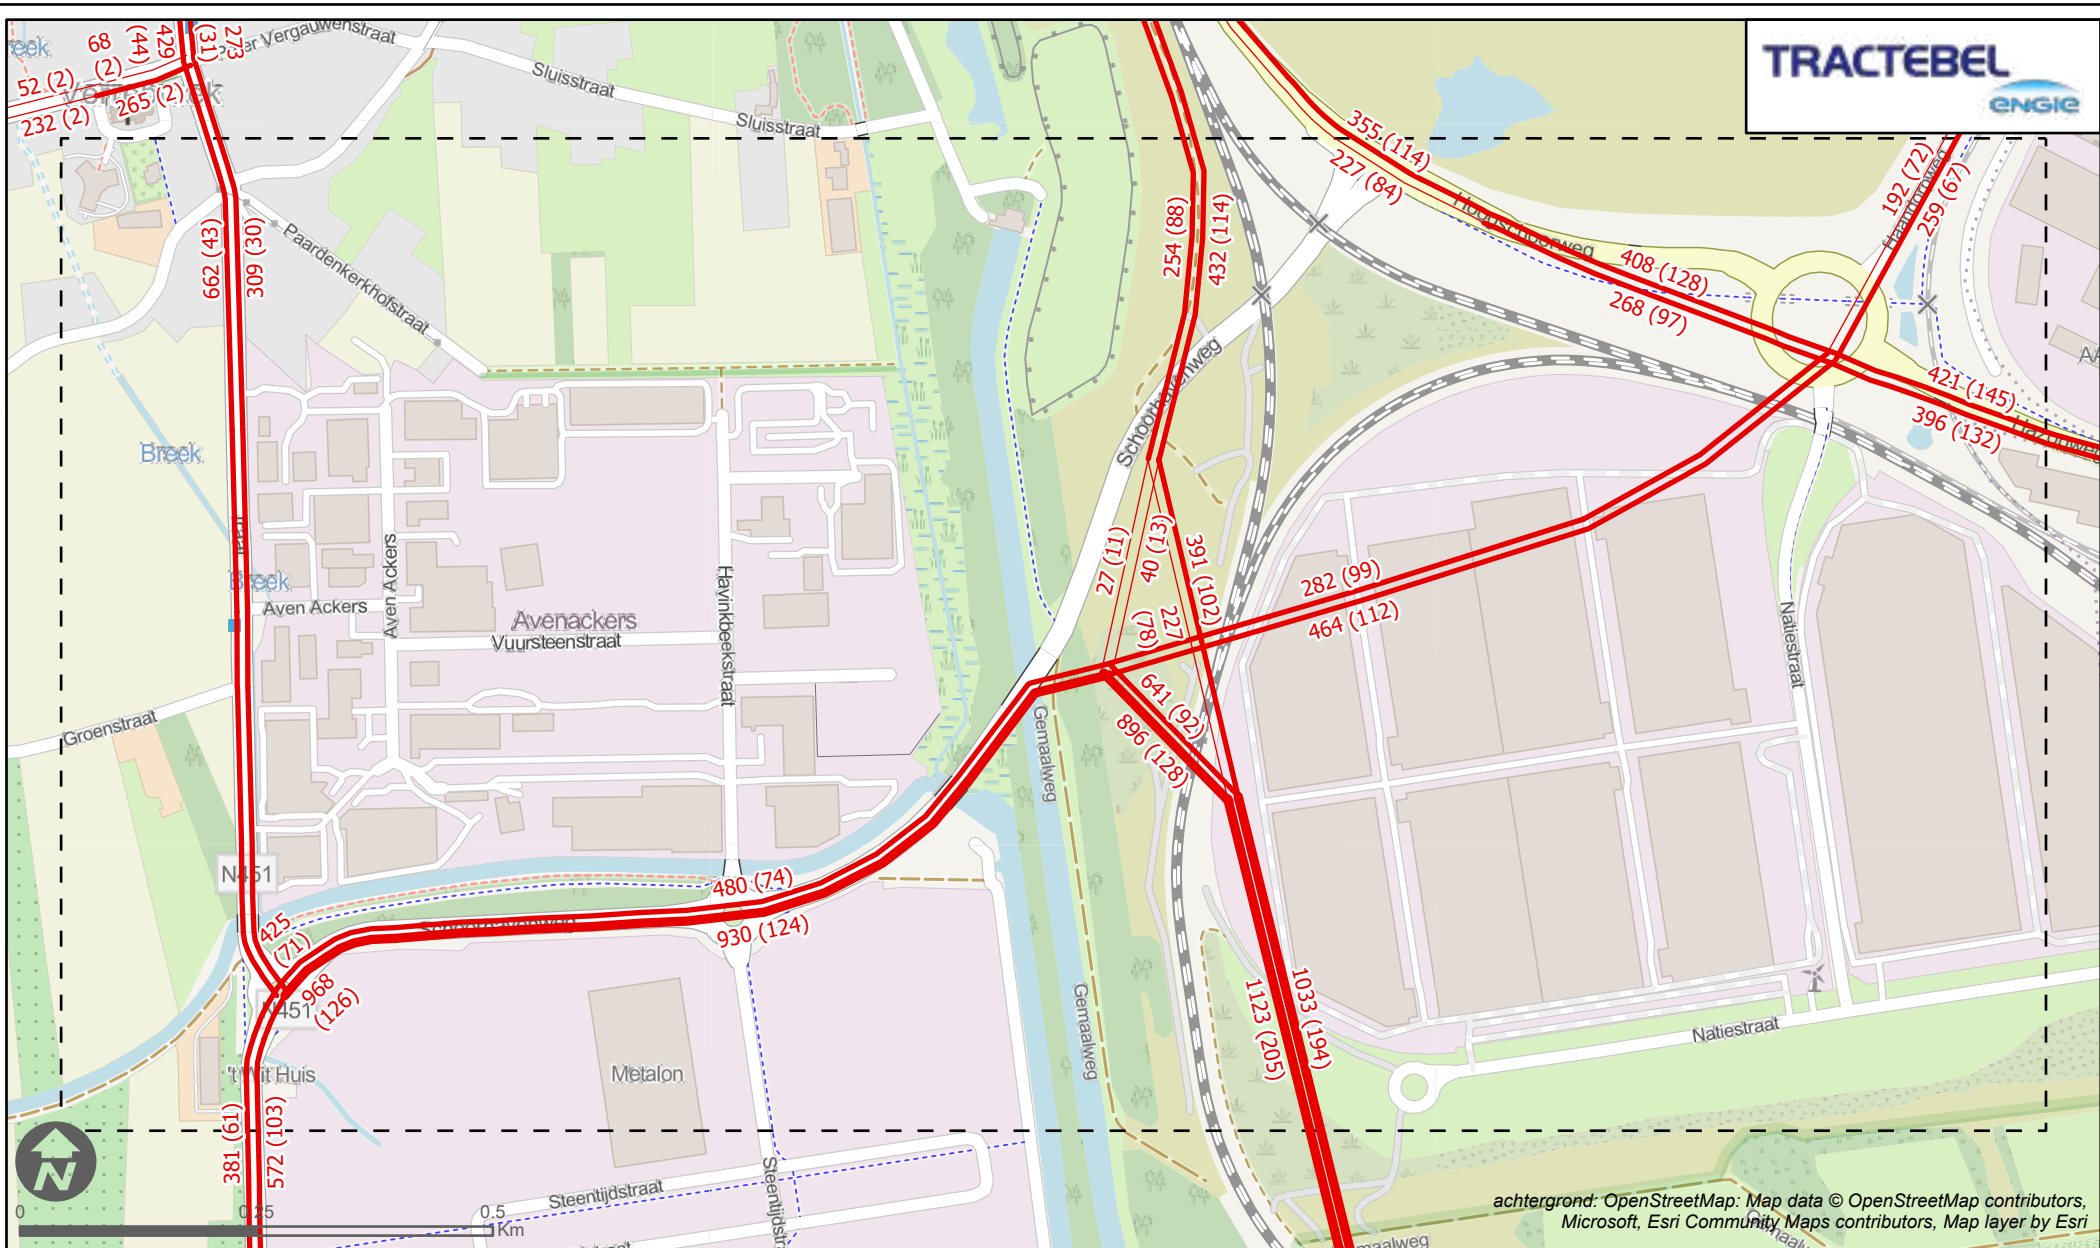 TRACTEBEL
ENGIE
68
(2)
(44)
429
(31)
273
52 (2)
265 (2)
232 (2)
Sluisstraat
Sluisstraat
355 (114)
227 (84)
Hoogschoorweg
192 (72)
259 (67)
254 (88)
432 (114)
662 (43)
309 (30)
Paardenkerkhofstraat
408 (128)
268 (97)
421 (145)
396 (132)
Hazopweg
Schoorhavenweg
Breek
Breek
Aven Ackers
Aven Ackers
Avenackers
Vuursteenstraat
Havinkbeekstraat
27 (11)
40 (13)
391 (102)
227
(78)
282 (99)
464 (112)
641 (92)
896 (128)
Natiestraat
Groenstraat
Gemaalweg
N451
480 (74)
930 (124)
Schoorhavenweg
425
(71)
968
(126)
N451
't Wit Huis
Metalon
Gemaalweg
1033 (194)
1123 (205)
Natiestraat
381 (61)
572 (103)
Steentijdstraat
N
0 0.25 0.5
Km
achtergrond: OpenStreetMap: Map data © OpenStreetMap contributors,
Microsoft, Esri Community Maps contributors, Map layer by Esri